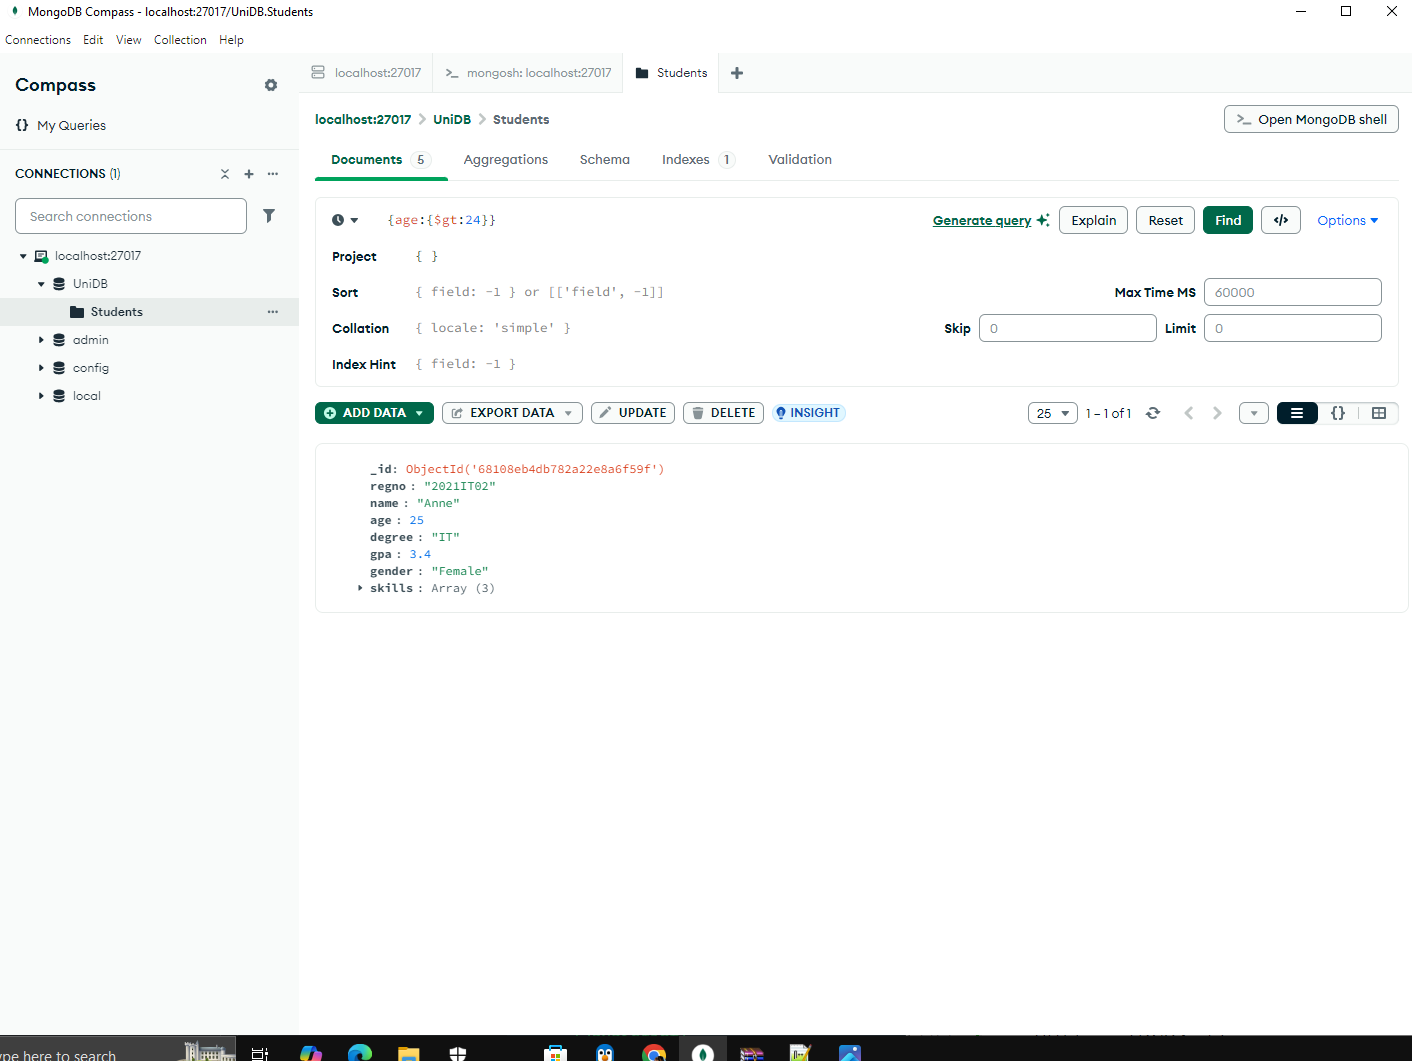 MongoDB Compass - localhost:27017/UniDB.Students
Connections Edit View Collection Help
Compass
{} My Queries
CONNECTIONS (1)
Search connections
localhost:27017
UniDB
Students
admin
config
local
localhost:27017 >_ mongosh: localhost:27017 Students
localhost:27017 > UniDB > Students
>_ Open MongoDB shell
Documents 5 Aggregations Schema Indexes 1 Validation
{age:{$gt:24}}
Generate query Explain Reset Find </> Options
Project { }
Sort { field: -1 } or [['field', -1]]
Max Time MS 60000
Collation { locale: 'simple' }
Skip 0 Limit 0
Index Hint { field: -1 }
ADD DATA EXPORT DATA UPDATE DELETE INSIGHT
25 1 – 1 of 1 {}
_id: ObjectId('68108eb4db782a22e8a6f59f')
regno : "2021IT02"
name : "Anne"
age : 25
degree : "IT"
gpa : 3.4
gender : "Female"
skills : Array (3)
here to search